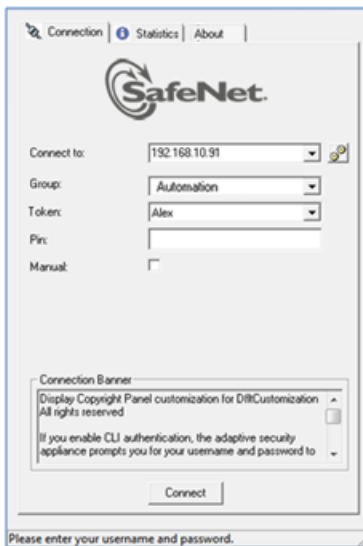 Connection Statistics About
SafeNet.
Connect to: 192.168.10.91
Group: Automation
Token: Alex
Pin:
Manual:
Connection Banner
Display Copyright Panel customization for DfltCustomization
All rights reserved
If you enable CLI authentication, the adaptive security
appliance prompts you for your username and password to
Connect
Please enter your username and password.